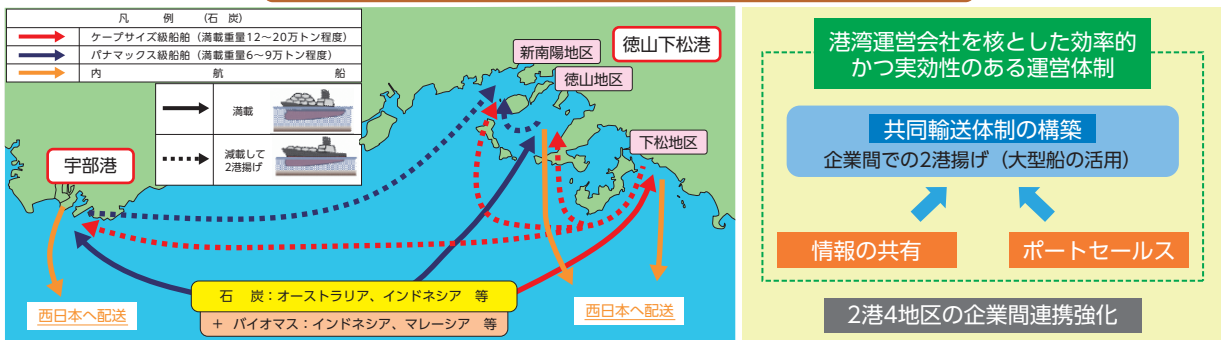 凡 例 (石 炭)
ケープサイズ級船舶(満載重量12~20万トン程度)
パナマックス級船舶(満載重量6~9万トン程度)
内 航 船
満載
減載して
2港揚げ
宇部港
新南陽地区
徳山下松港
徳山地区
下松地区
石 炭:オーストラリア、インドネシア 等
+ バイオマス:インドネシア、マレーシア 等
西日本へ配送
西日本へ配送
港湾運営会社を核とした効率的
かつ実効性のある運営体制
共同輸送体制の構築
企業間での2港揚げ(大型船の活用)
情報の共有
ポートセールス
2港4地区の企業間連携強化